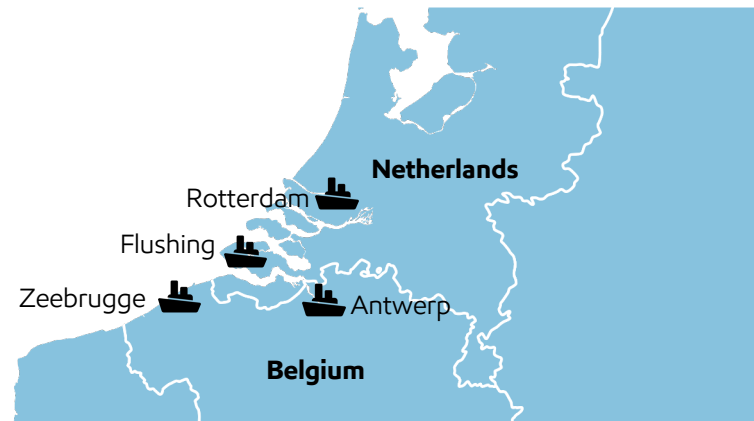 Netherlands
Rotterdam
Flushing
Zeebrugge
Antwerp
Belgium